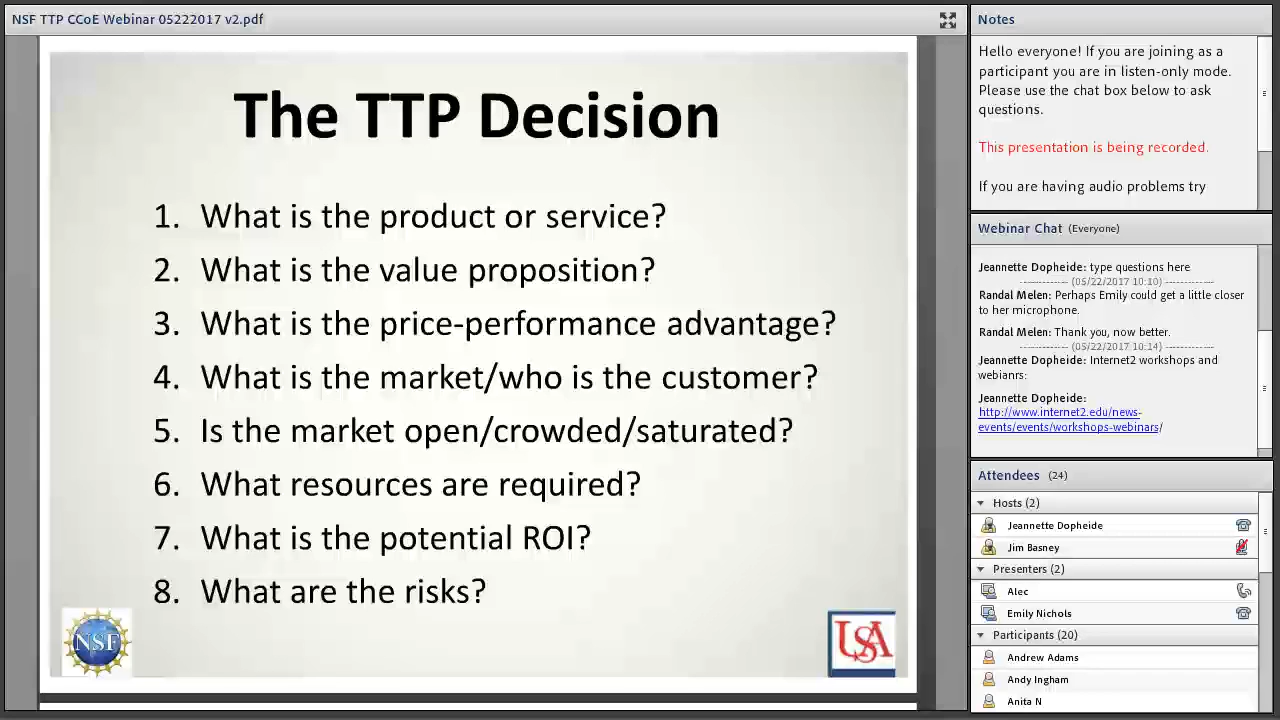 NSF TTP CCoE Webinar 05222017 v2.pdf
The TTP Decision
1. What is the product or service?
2. What is the value proposition?
3. What is the price-performance advantage?
4. What is the market/who is the customer?
5. Is the market open/crowded/saturated?
6. What resources are required?
7. What is the potential ROI?
8. What are the risks?
NSF
USA
Notes
Hello everyone! If you are joining as a
participant you are in listen-only mode.
Please use the chat box below to ask
questions.
This presentation is being recorded.
If you are having audio problems try
Webinar Chat (Everyone)
Jeannette Dopheide: type questions here
------------ (05/22/2017 10:10) -------------
Randal Melen: Perhaps Emily could get a little closer
to her microphone.
Randal Melen: Thank you, now better.
------------ (05/22/2017 10:14) -------------
Jeannette Dopheide: Internet2 workshops and
webianrs:
Jeannette Dopheide:
http://www.internet2.edu/news-
events/events/workshops-webinars/
Attendees (24)
Hosts (2)
Jeannette Dopheide
Jim Basney
Presenters (2)
Alec
Emily Nichols
Participants (20)
Andrew Adams
Andy Ingham
Anita N